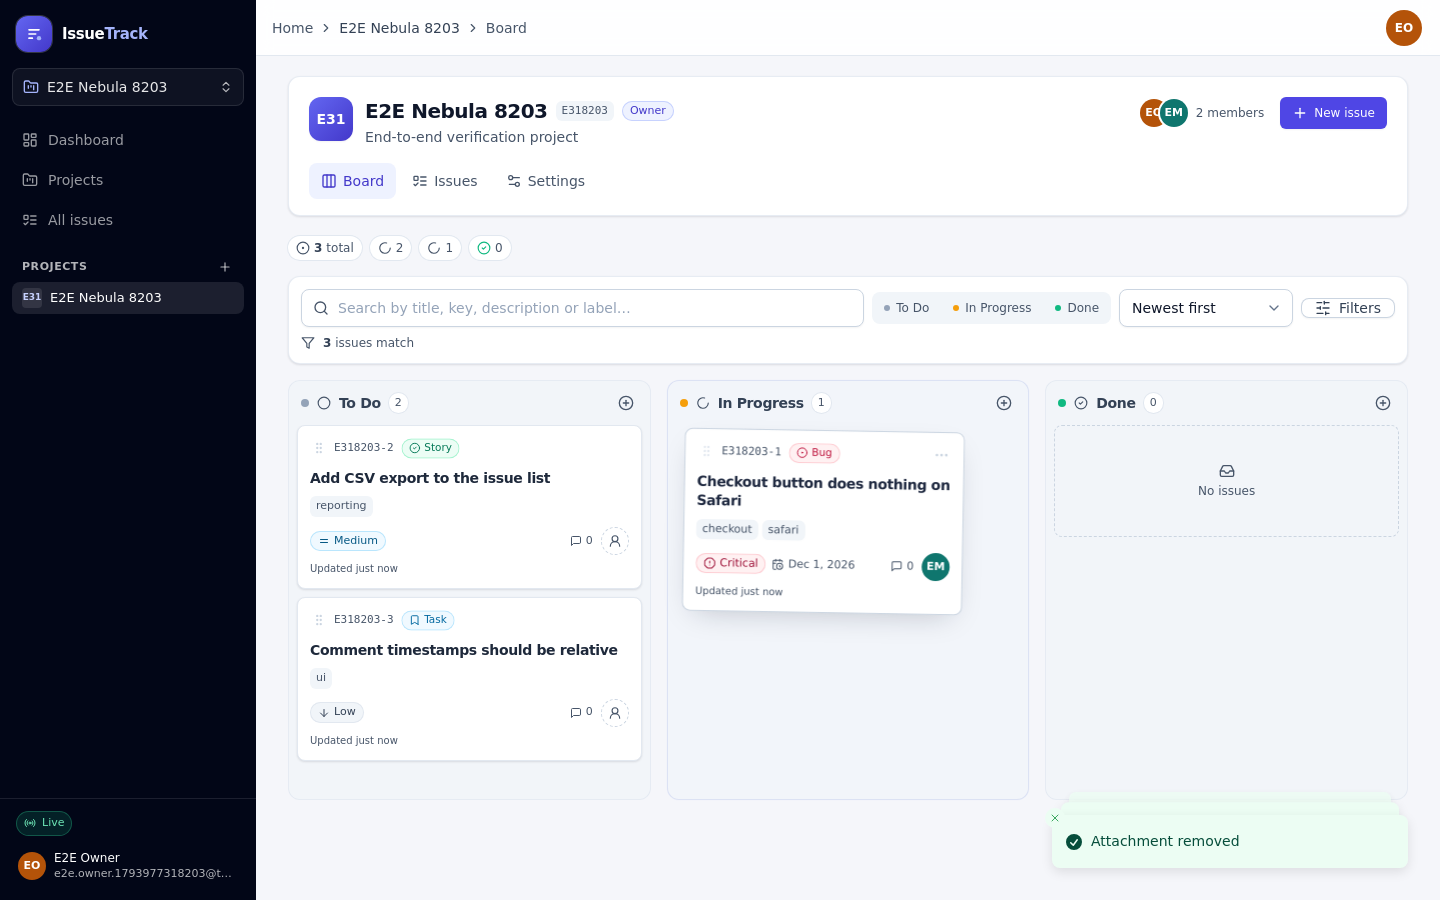 IssueTrack
E2E Nebula 8203
Dashboard
Projects
All issues
PROJECTS
E31 E2E Nebula 8203
Live
EO
E2E Owner
e2e.owner.1793977318203@t...
Home > E2E Nebula 8203 > Board
EO
E31
E2E Nebula 8203 E318203 Owner
End-to-end verification project
EM 2 members
New issue
Board Issues Settings
3 total 2 1 0
Search by title, key, description or label...
To Do In Progress Done
Newest first
Filters
3 issues match
To Do 2
E318203-2 Story
Add CSV export to the issue list
reporting
Medium 0
Updated just now
E318203-3 Task
Comment timestamps should be relative
ui
Low 0
Updated just now
In Progress 1
E318203-1 Bug
Checkout button does nothing on
Safari
checkout safari
Critical Dec 1, 2026 0 EM
Updated just now
Done 0
No issues
Attachment removed